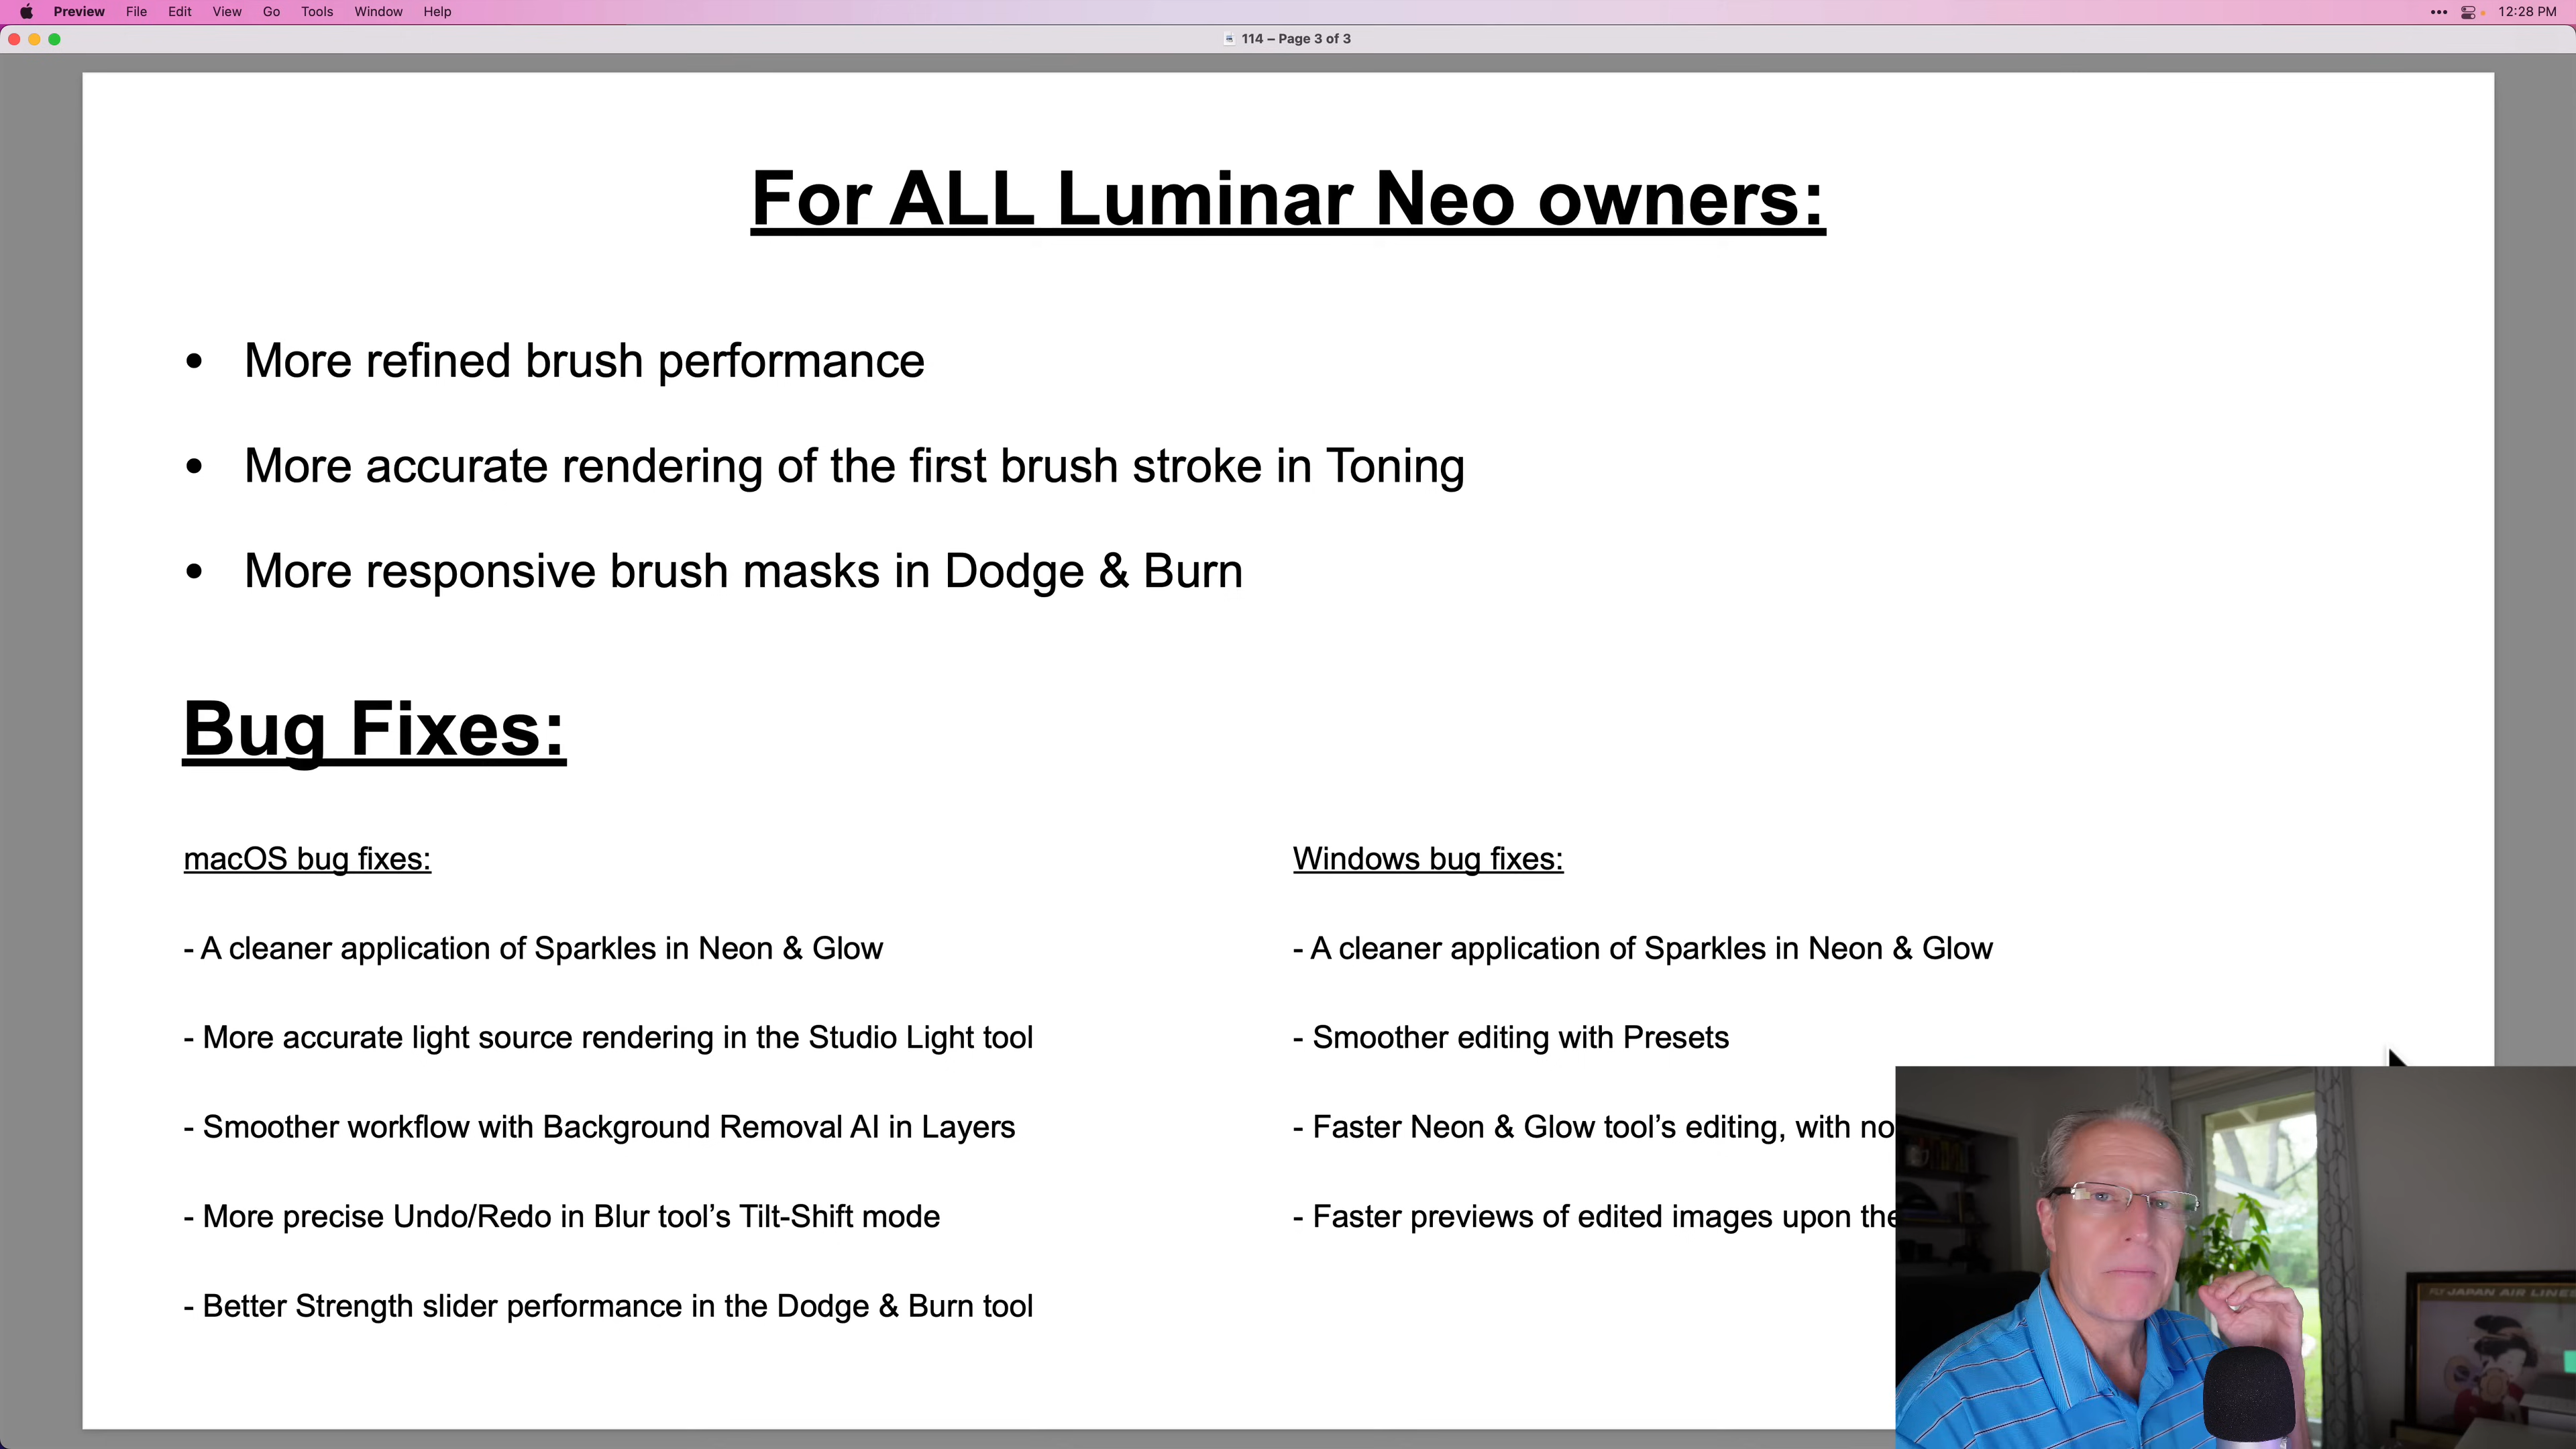 Preview File Edit View Go Tools Window Help
12:28 PM
114 – Page 3 of 3
For ALL Luminar Neo owners:
• More refined brush performance
• More accurate rendering of the first brush stroke in Toning
• More responsive brush masks in Dodge & Burn
Bug Fixes:
macOS bug fixes:
- A cleaner application of Sparkles in Neon & Glow
- More accurate light source rendering in the Studio Light tool
- Smoother workflow with Background Removal AI in Layers
- More precise Undo/Redo in Blur tool’s Tilt-Shift mode
- Better Strength slider performance in the Dodge & Burn tool
Windows bug fixes:
- A cleaner application of Sparkles in Neon & Glow
- Smoother editing with Presets
- Faster Neon & Glow tool’s editing, with no
- Faster previews of edited images upon the
FLY JAPAN AIR LINES